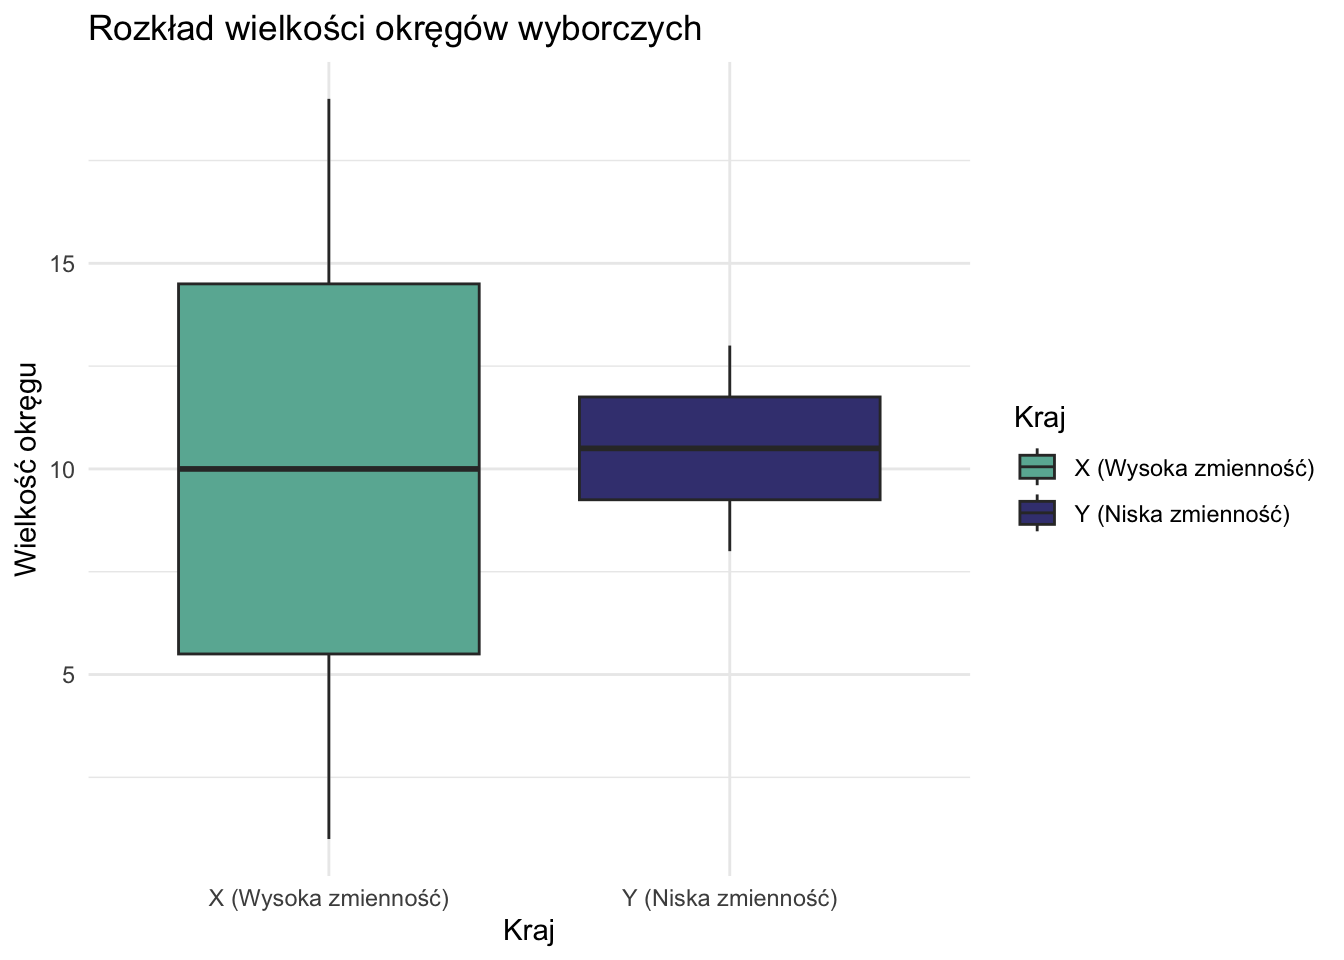 Rozkład wielkości okręgów wyborczych
Wielkość okręgu
15
10
5
X (Wysoka zmienność)
Y (Niska zmienność)
Kraj
Kraj
X (Wysoka zmienność)
Y (Niska zmienność)